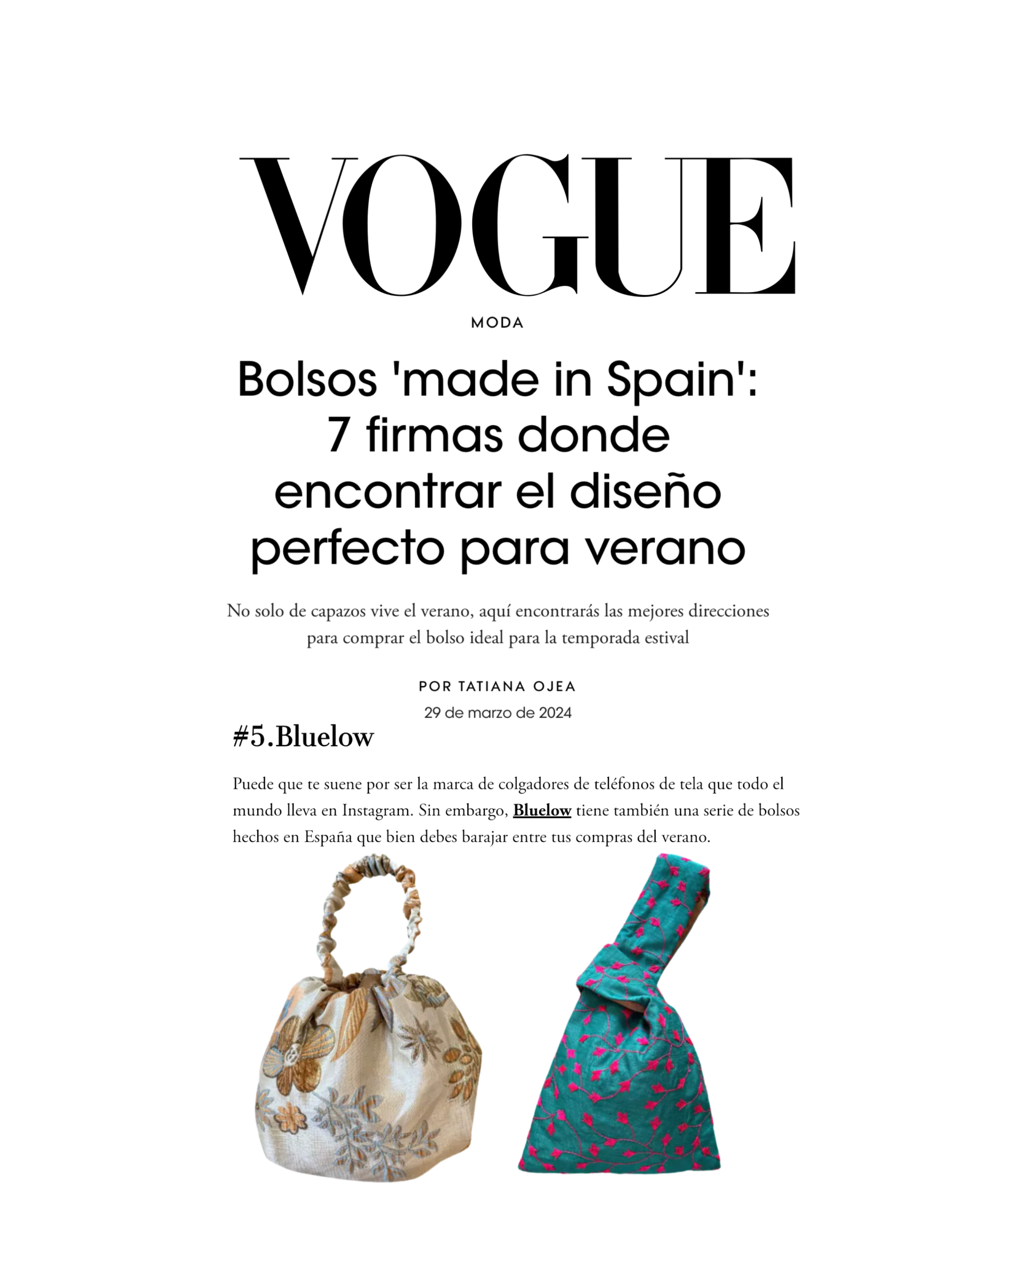 VOGUE
MODA
Bolsos 'made in Spain':
7 firmas donde
encontrar el diseño
perfecto para verano
No solo de capazos vive el verano, aquí encontrarás las mejores direcciones
para comprar el bolso ideal para la temporada estival
POR TATIANA OJEA
29 de marzo de 2024
#5.Bluelow
Puede que te suene por ser la marca de colgadores de teléfonos de tela que todo el
mundo lleva en Instagram. Sin embargo, Bluelow tiene también una serie de bolsos
hechos en España que bien debes barajar entre tus compras del verano.